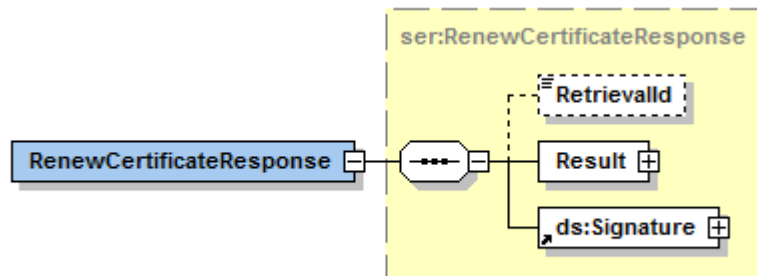 ser:RenewCertificateResponse
RetrievalId
RenewCertificateResponse
Result
ds:Signature